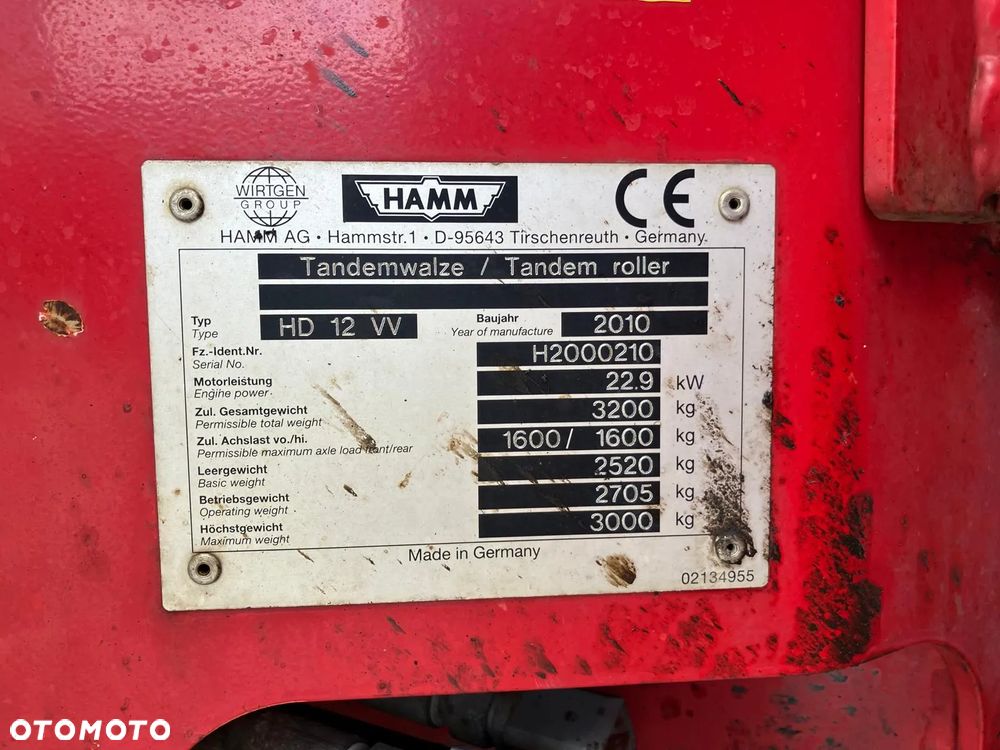 WIRTGEN
GROUP
HAMM
CE
HAMM AG · Hammstr.1 · D-95643 Tirschenreuth · Germany
Tandemwalze / Tandem roller
Typ
Type
HD 12 VV
Baujahr
Year of manufacture
2010
Fz.-Ident.Nr.
Serial No.
H2000210
Motorleistung
Engine power
22.9 kW
Zul. Gesamtgewicht
Permissible total weight
3200 kg
Zul. Achslast vo./hi.
Permissible maximum axle load front/rear
1600/ 1600 kg
Leergewicht
Basic weight
2520 kg
Betriebsgewicht
Operating weight
2705 kg
Höchstgewicht
Maximum weight
3000 kg
Made in Germany
02134955
OTOMOTO